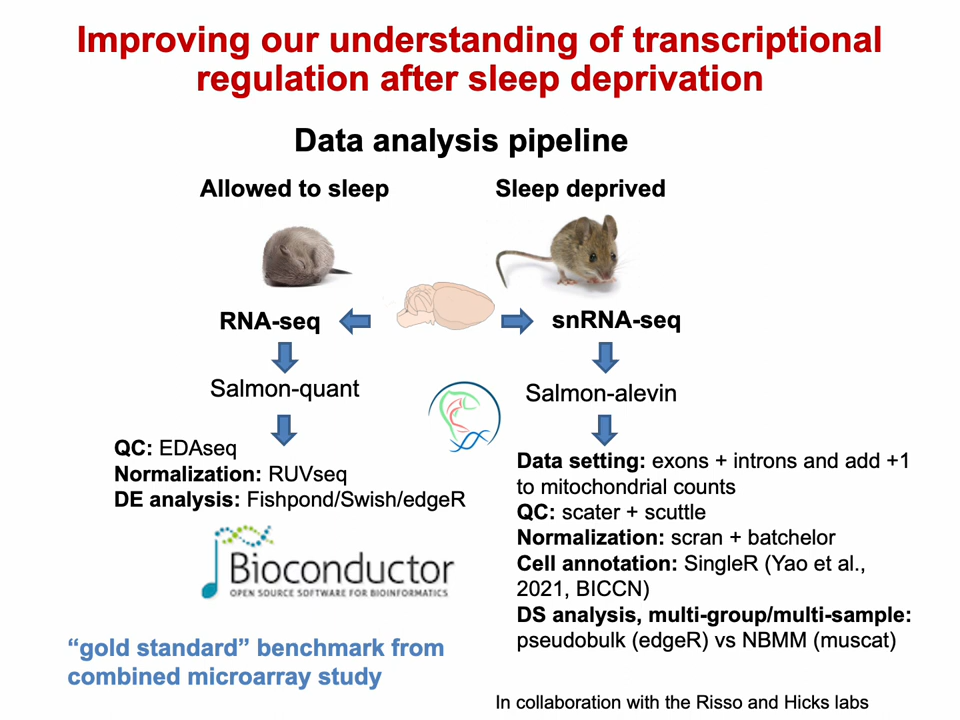 Improving our understanding of transcriptional
regulation after sleep deprivation
Data analysis pipeline
Allowed to sleep
Sleep deprived
RNA-seq
snRNA-seq
Salmon-quant
Salmon-alevin
QC: EDAseq
Normalization: RUVseq
DE analysis: Fishpond/Swish/edgeR
Bioconductor
OPEN SOURCE SOFTWARE FOR BIOINFORMATICS
“gold standard” benchmark from
combined microarray study
Data setting: exons + introns and add +1
to mitochondrial counts
QC: scater + scuttle
Normalization: scran + batchelor
Cell annotation: SingleR (Yao et al.,
2021, BICCN)
DS analysis, multi-group/multi-sample:
pseudobulk (edgeR) vs NBMM (muscat)
In collaboration with the Risso and Hicks labs